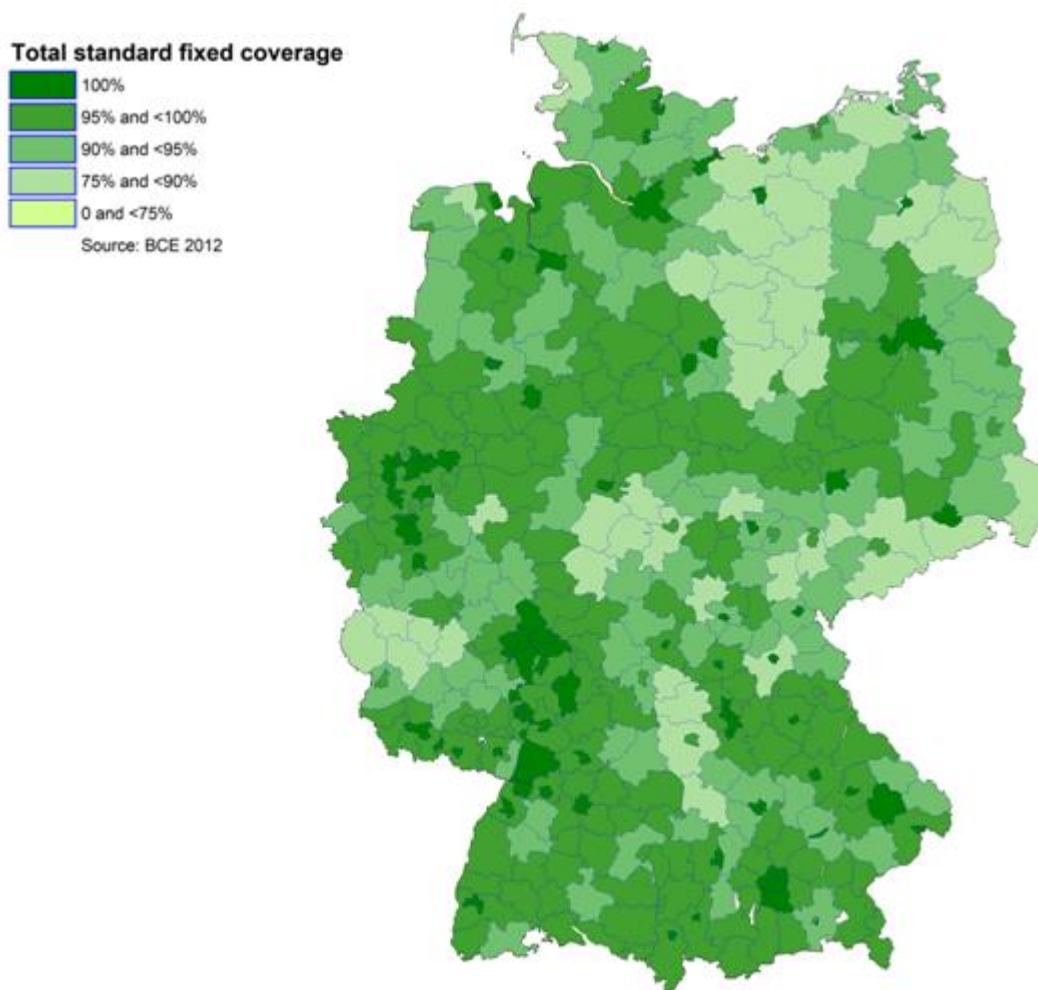 Total standard fixed coverage
100%
95% and <100%
90% and <95%
75% and <90%
0 and <75%
Source: BCE 2012